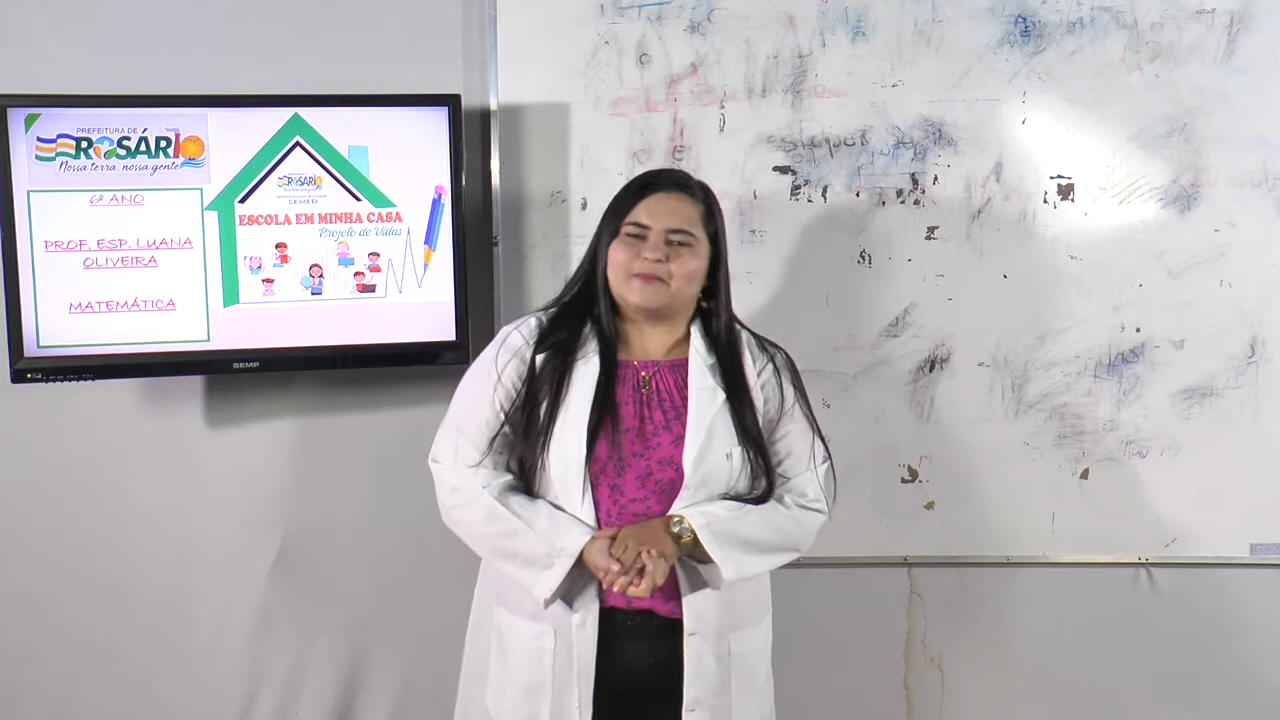 PREFEITURA DE
ROSÁRIO
Nossa terra, nossa gente
6º ANO
PROF. ESP. LUANA
OLIVEIRA
MATEMÁTICA
ROSÁRIO
SEMED
ESCOLA EM MINHA CASA
Projeto de Vidas
SEMP